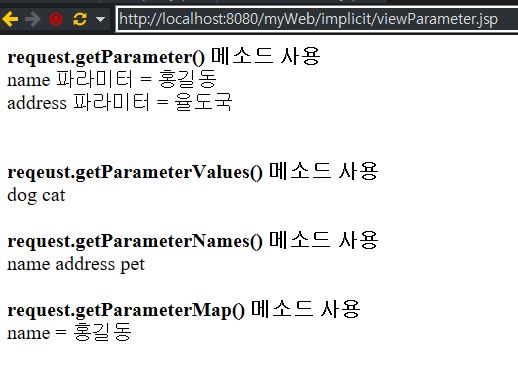 http://localhost:8080/myWeb/implicit/viewParameter.jsp
request.getParameter() 메소드 사용
name 파라미터 = 홍길동
address 파라미터 = 율도국
reqeust.getParameterValues() 메소드 사용
dog cat
request.getParameterNames() 메소드 사용
name address pet
request.getParameterMap() 메소드 사용
name = 홍길동